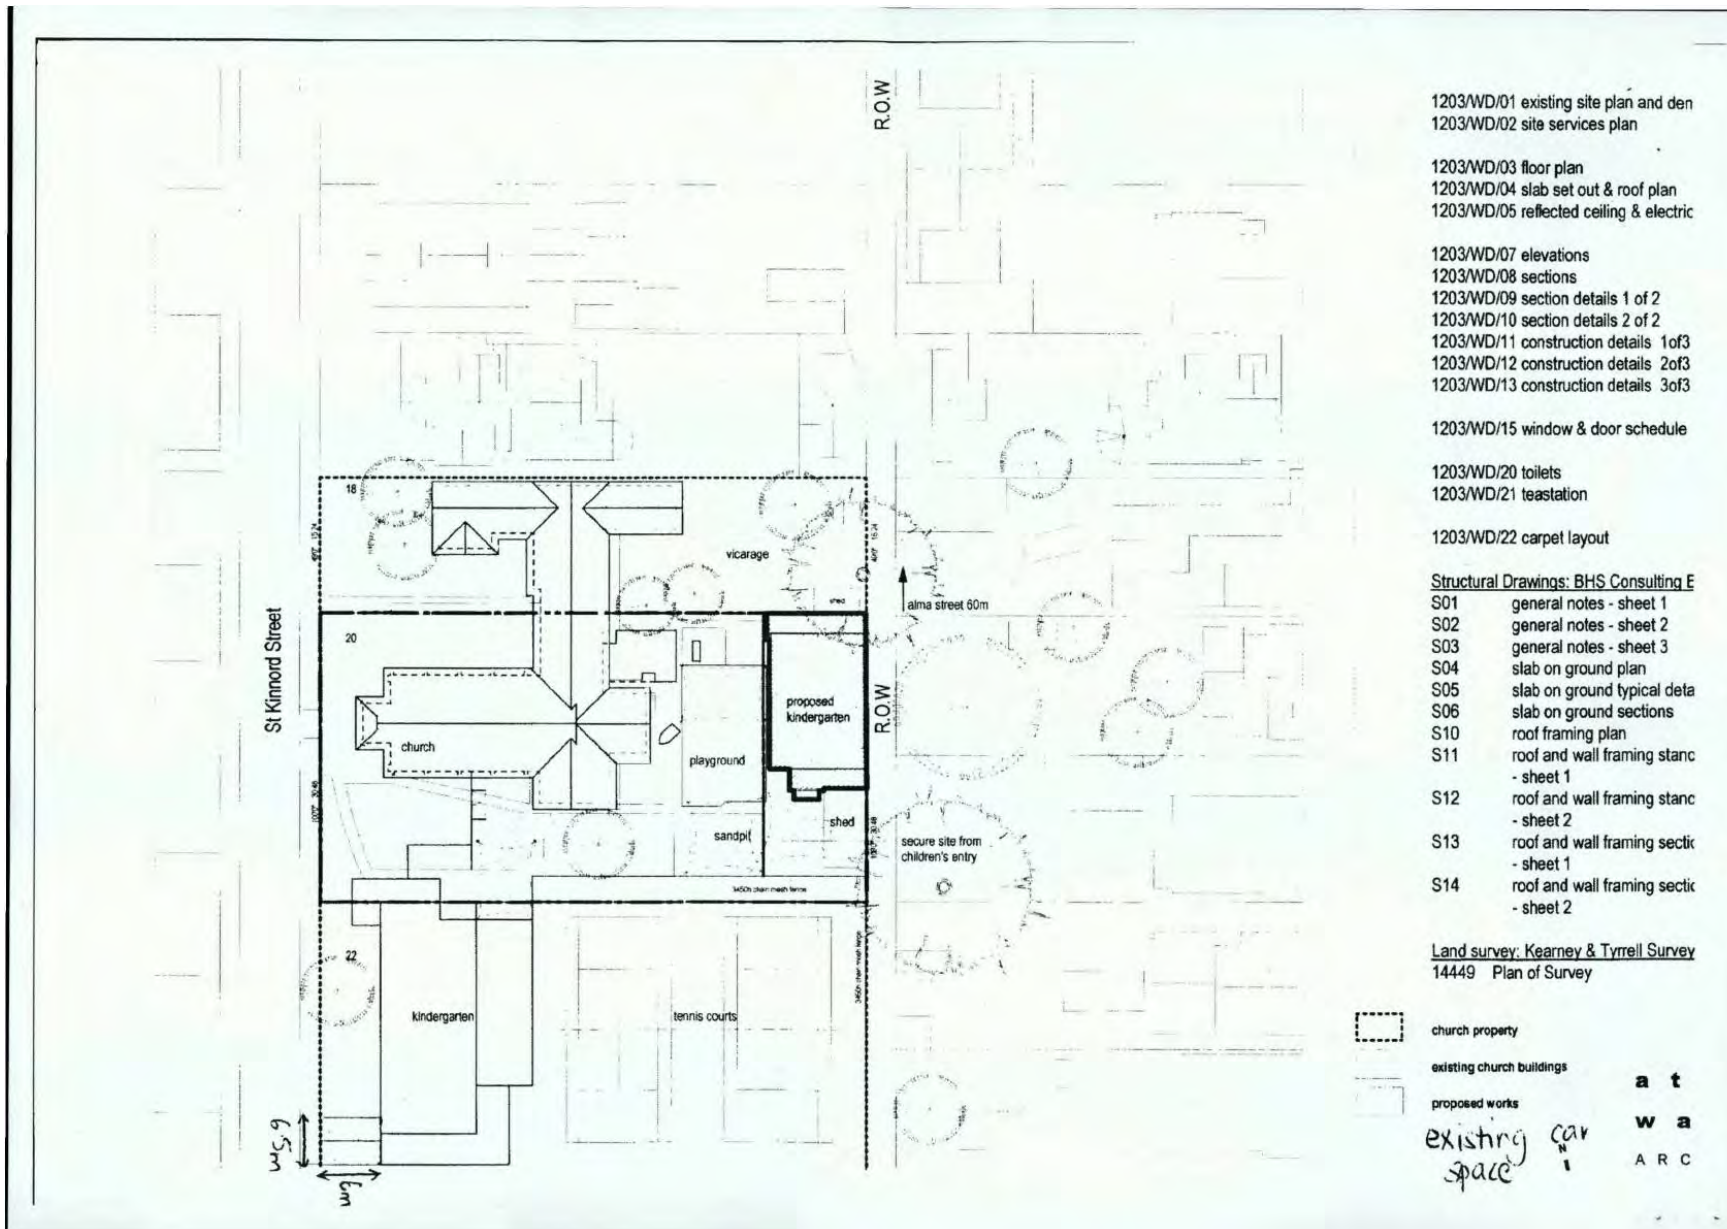 R.O.W
18
vicarage
shed
alma street 60m
St Kinnord Street
20
proposed
kindergarten
R.O.W
church
playground
shed
sandpit
secure site from
children's entry
3450h chain mesh fence
22
kindergarten
tennis courts
6m
1203/WD/01 existing site plan and den
1203/WD/02 site services plan
1203/WD/03 floor plan
1203/WD/04 slab set out & roof plan
1203/WD/05 reflected ceiling & electric
1203/WD/07 elevations
1203/WD/08 sections
1203/WD/09 section details 1 of 2
1203/WD/10 section details 2 of 2
1203/WD/11 construction details 1of3
1203/WD/12 construction details 2of3
1203/WD/13 construction details 3of3
1203/WD/15 window & door schedule
1203/WD/20 toilets
1203/WD/21 teastation
1203/WD/22 carpet layout
Structural Drawings: BHS Consulting E
S01 general notes - sheet 1
S02 general notes - sheet 2
S03 general notes - sheet 3
S04 slab on ground plan
S05 slab on ground typical deta
S06 slab on ground sections
S10 roof framing plan
S11 roof and wall framing stanc
- sheet 1
S12 roof and wall framing stanc
- sheet 2
S13 roof and wall framing sectic
- sheet 1
S14 roof and wall framing sectic
- sheet 2
Land survey: Kearney & Tyrrell Survey
14449 Plan of Survey
church property
existing church buildings
proposed works
existing car
space
a t
w a
A R C